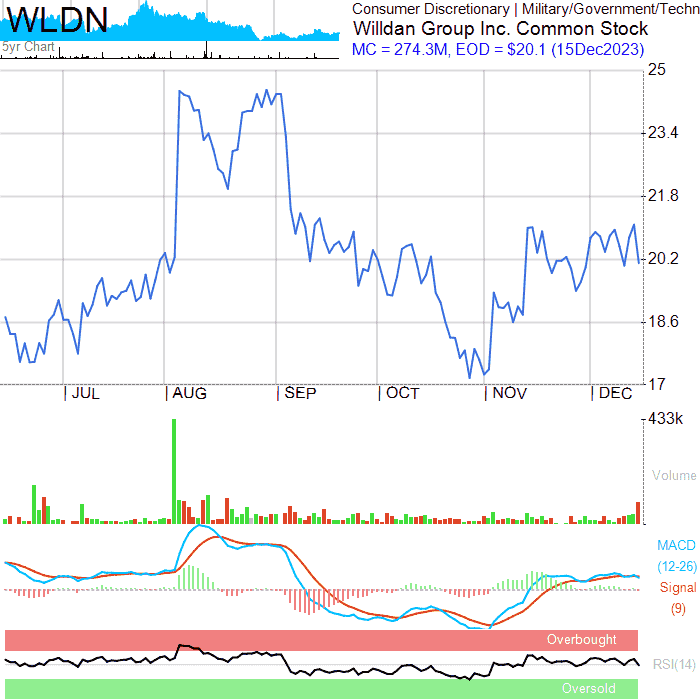 WLDN
5yr Chart
Consumer Discretionary | Military/Government/Techn
Willdan Group Inc. Common Stock
MC = 274.3M, EOD = $20.1 (15Dec2023)
25
23.4
21.8
20.2
18.6
17
| JUL | AUG | SEP | OCT | NOV | DEC
433k
Volume
MACD
(12-26)
Signal
(9)
Overbought
RSI(14)
Oversold